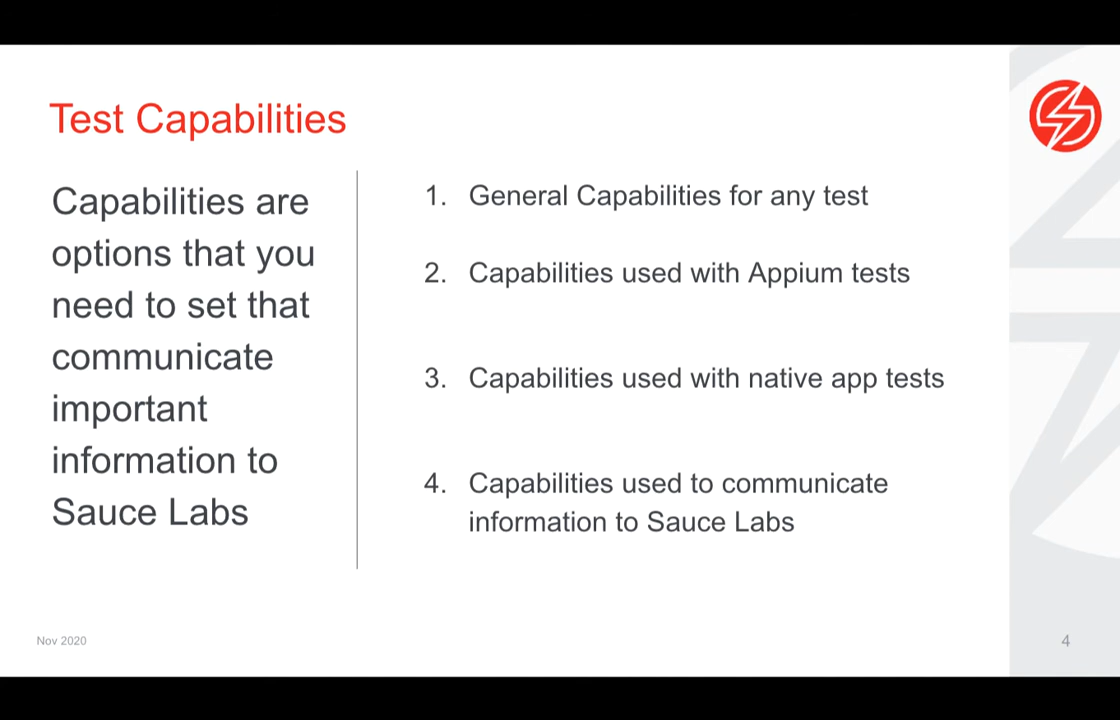 Test Capabilities
Capabilities are
options that you
need to set that
communicate
important
information to
Sauce Labs
1. General Capabilities for any test
2. Capabilities used with Appium tests
3. Capabilities used with native app tests
4. Capabilities used to communicate
information to Sauce Labs
Nov 2020
4